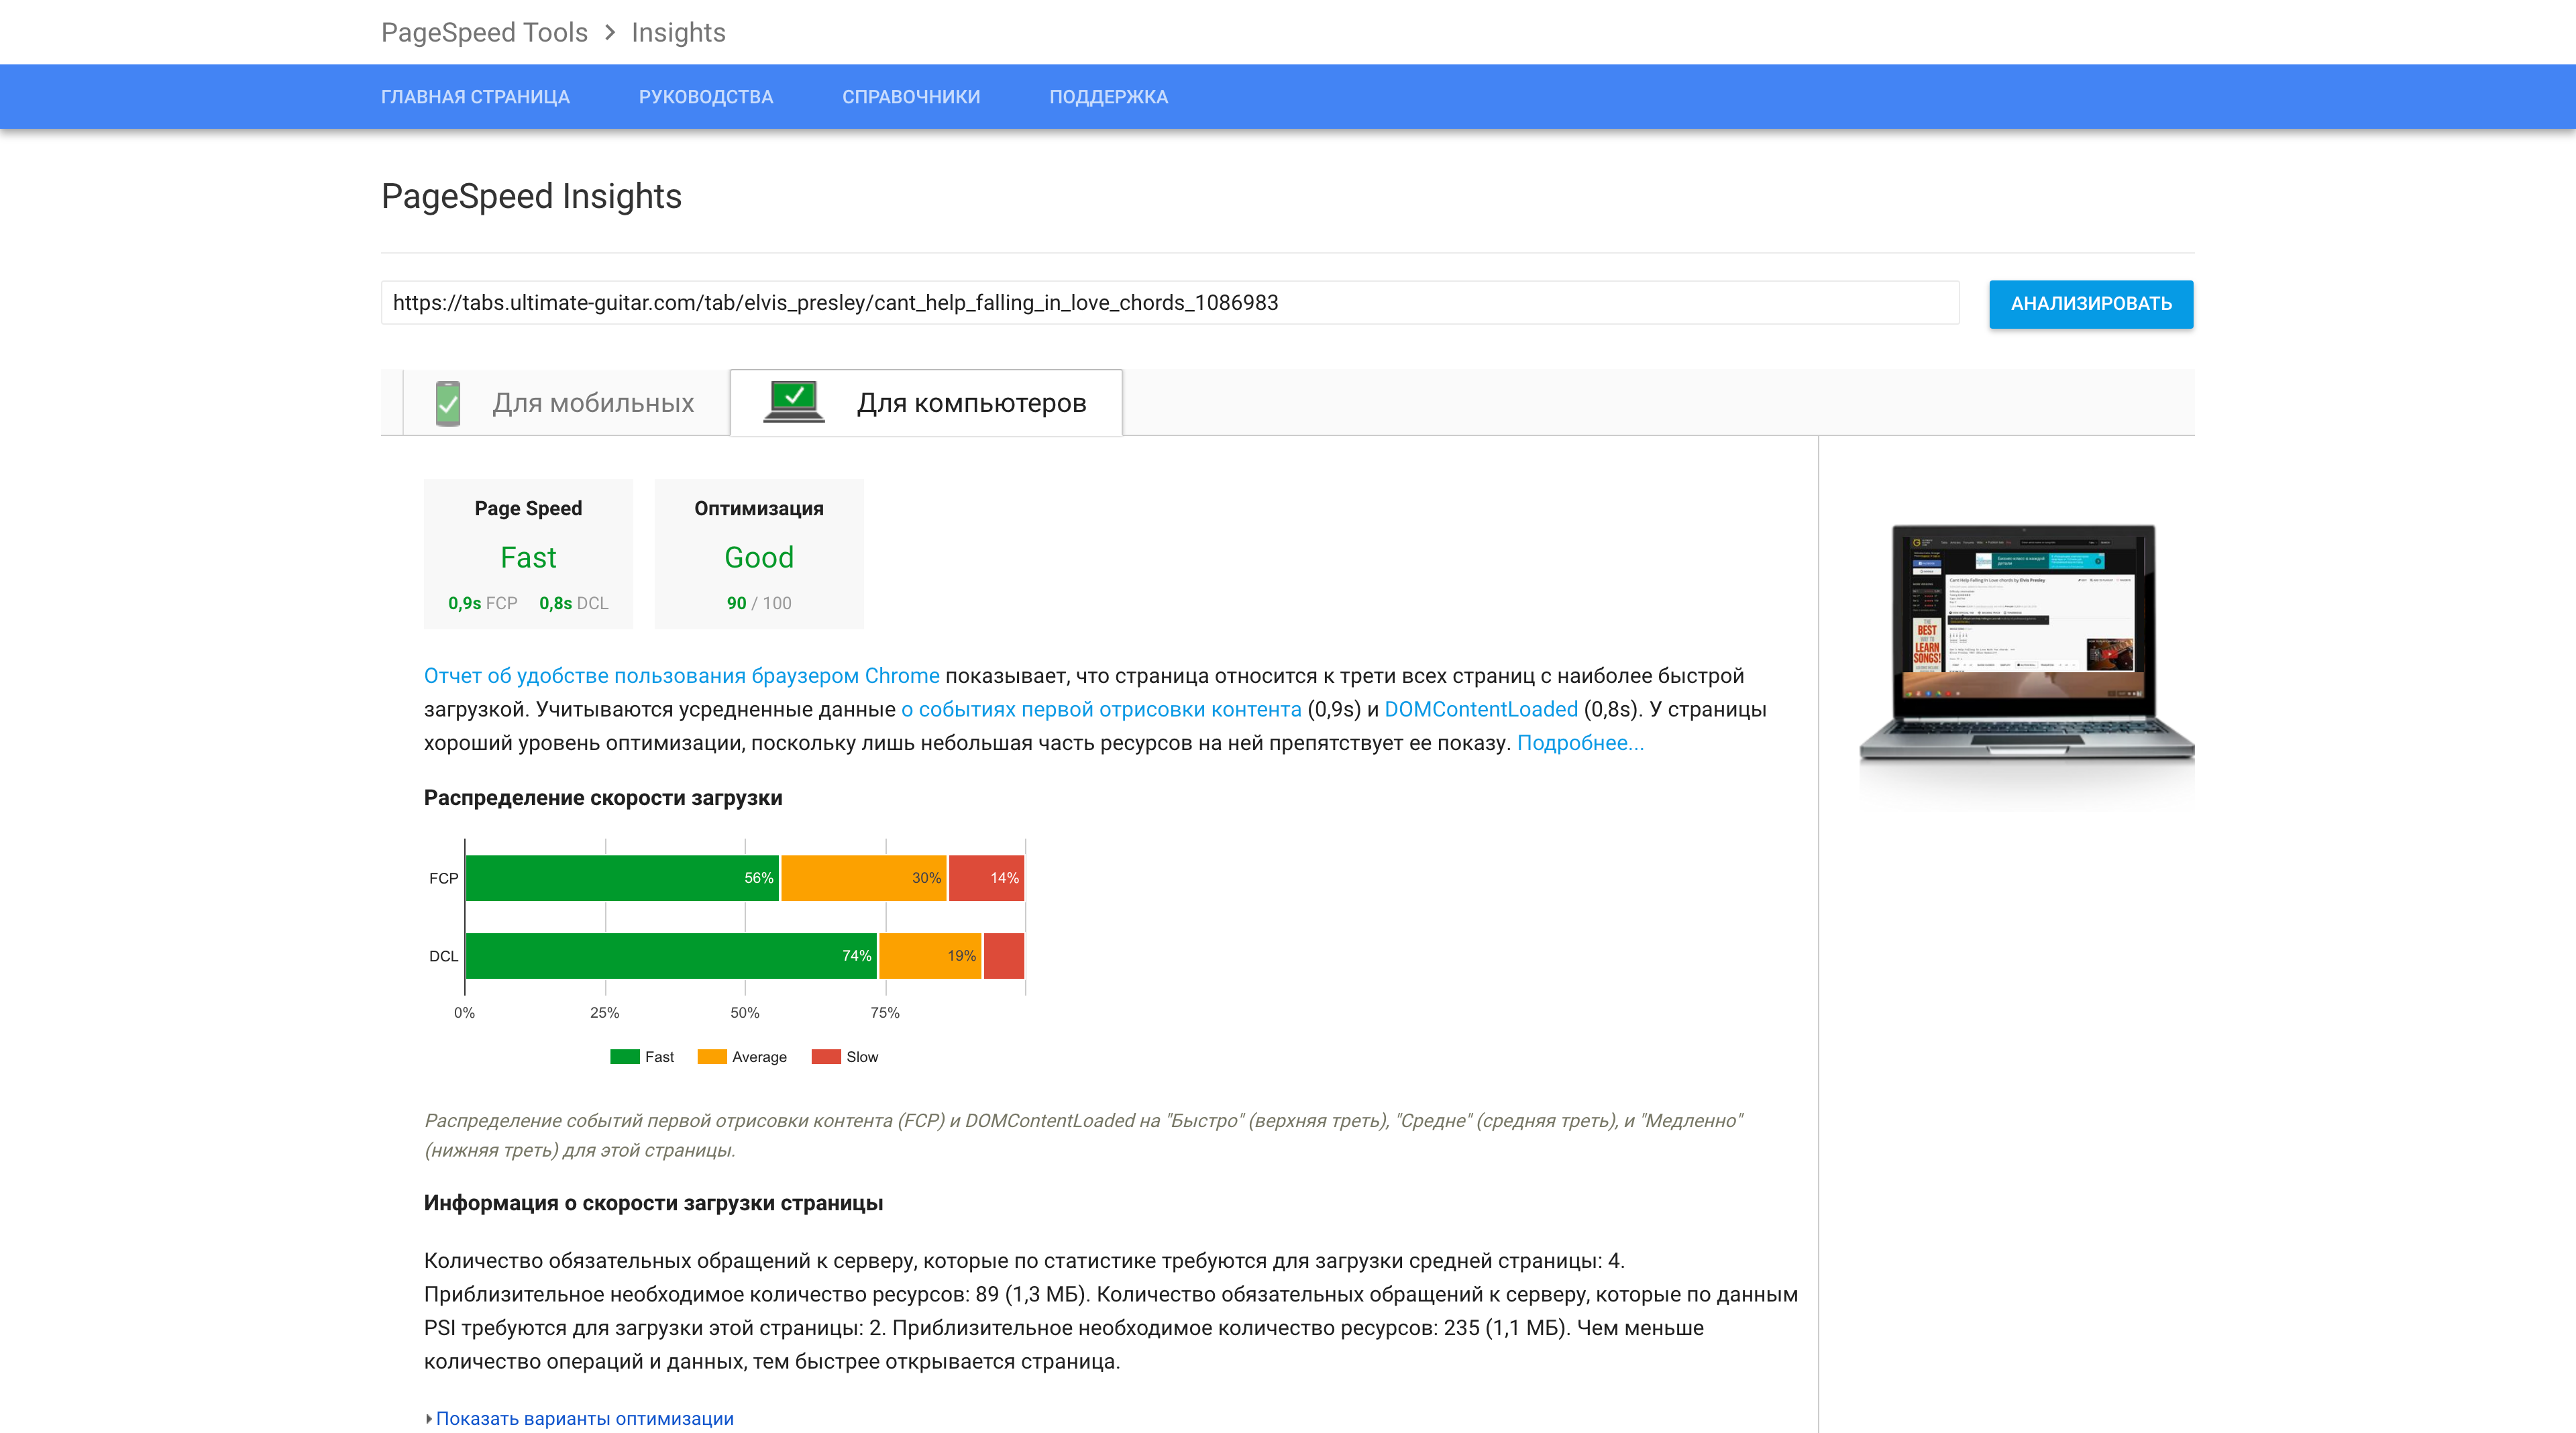 PageSpeed Tools > Insights
ГЛАВНАЯ СТРАНИЦА РУКОВОДСТВА СПРАВОЧНИКИ ПОДДЕРЖКА
PageSpeed Insights
https://tabs.ultimate-guitar.com/tab/elvis_presley/cant_help_falling_in_love_chords_1086983
АНАЛИЗИРОВАТЬ
Для мобильных Для компьютеров
Page Speed
Fast
0,9s FCP 0,8s DCL
Оптимизация
Good
90 / 100
Отчет об удобстве пользования браузером Chrome показывает, что страница относится к трети всех страниц с наиболее быстрой
загрузкой. Учитываются усредненные данные о событиях первой отрисовки контента (0,9s) и DOMContentLoaded (0,8s). У страницы
хороший уровень оптимизации, поскольку лишь небольшая часть ресурсов на ней препятствует ее показу. Подробнее...
THE
BEST
WAY TO
LEARN
SONGS!
Распределение скорости загрузки
FCP 56% 30% 14%
DCL 74% 19%
0% 25% 50% 75%
Fast Average Slow
Распределение событий первой отрисовки контента (FCP) и DOMContentLoaded на "Быстро" (верхняя треть), "Средне" (средняя треть), и "Медленно"
(нижняя треть) для этой страницы.
Информация о скорости загрузки страницы
Количество обязательных обращений к серверу, которые по статистике требуются для загрузки средней страницы: 4.
Приблизительное необходимое количество ресурсов: 89 (1,3 МБ). Количество обязательных обращений к серверу, которые по данным
PSI требуются для загрузки этой страницы: 2. Приблизительное необходимое количество ресурсов: 235 (1,1 МБ). Чем меньше
количество операций и данных, тем быстрее открывается страница.
Показать варианты оптимизации